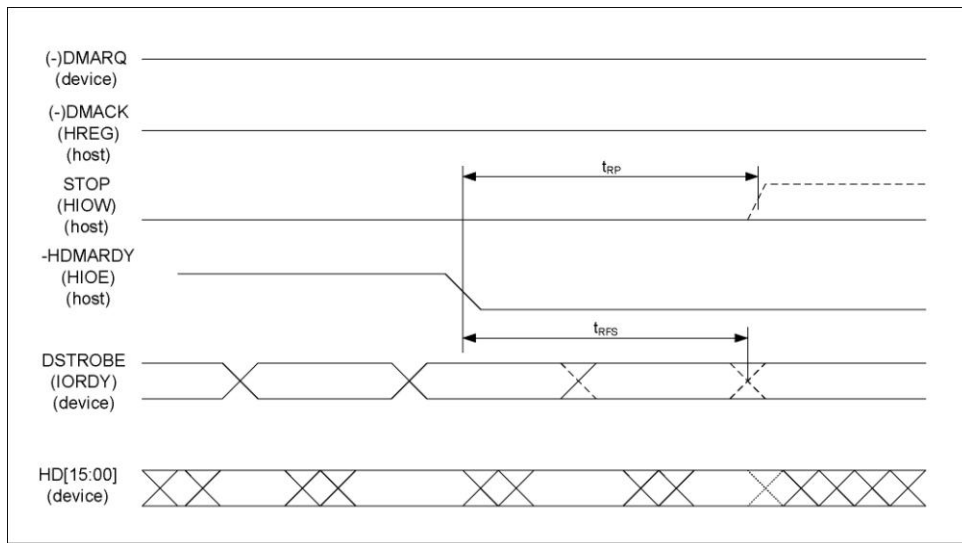 (-)DMARQ
(device)
(-)DMACK
(HREG)
(host)
tRP
STOP
(HIOW)
(host)
-HDMARDY
(HIOE)
(host)
tRFS
DSTROBE
(IORDY)
(device)
HD[15:00]
(device)